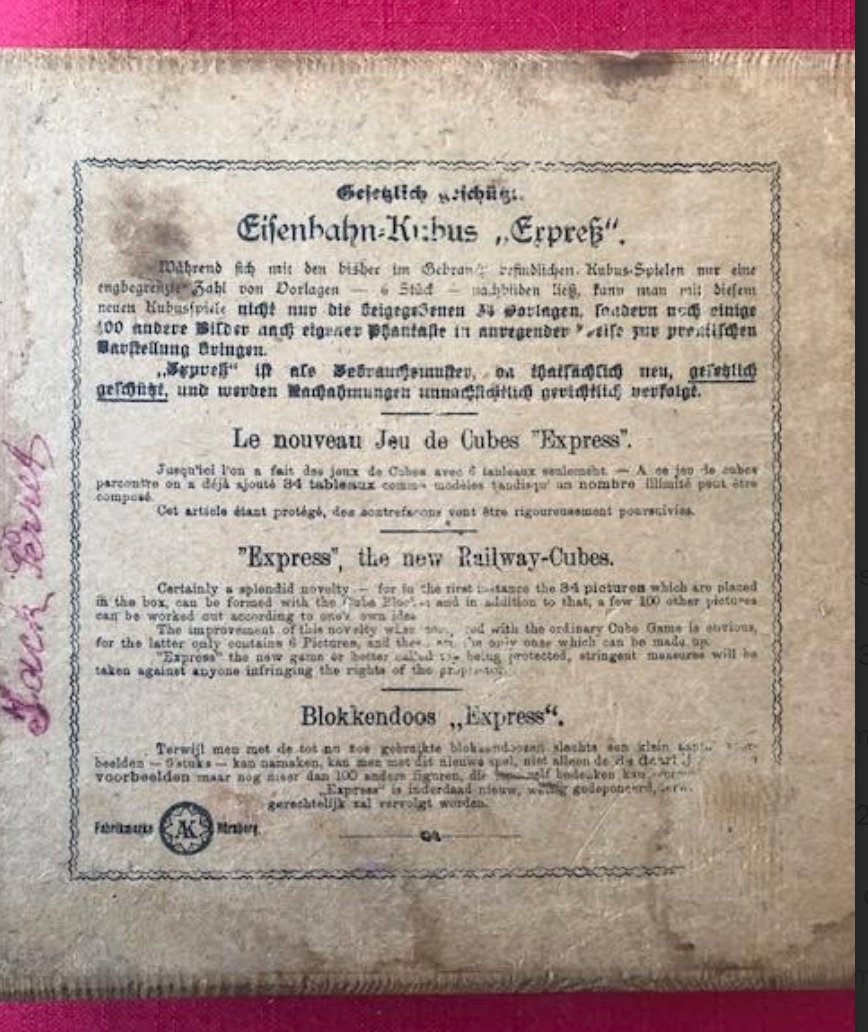 Gesetzlich geschützt.
Eisenbahn-Kubus „Expreß“.
Während sich mit den bisher im Gebrauch befindlichen Kubus-Spielen nur eine
engbegrenzte Zahl von Vorlagen — 6 Stück — nachbilden ließ, kann man mit diesem
neuen Kubusspiele nicht nur die beigegebenen 34 Vorlagen, sondern noch einige
100 andere Bilder nach eigener Phantasie in anregender Weise zur
Darstellung bringen.
„Expreß“ ist als Gebrauchsmuster, da thatsächlich neu, gesetzlich
geschützt, und werden Nachahmungen unnachsichtlich gerichtlich verfolgt.
Le nouveau Jeu de Cubes "Express".
Jusqu'ici l'on a fait des jeux de Cubes avec 6 tableaux seulement. — A ce jeu de cubes
parcontre on a déjà ajouté 34 tableaux comme modèles tandisqu' un nombre illimité peut être
composé.
Cet article étant protégé, des contrefaçons vont être rigoureusement poursuivies.
"Express", the new Railway-Cubes.
Certainly a splendid novelty — for in the first instance the 34 pictures which are placed
in the box, can be formed with the Cube Blocks and in addition to that, a few 100 other pictures
can be worked out according to one's own idea
The improvement of this novelty with the ordinary Cube Game is obvious,
for the latter only contains 6 Pictures, and these are the only ones which can be made up.
"Express" the new game or better called being protected, stringent measures will be
taken against anyone infringing the rights of the proprietor.
Blokkendoos „Express“.
Terwijl men met de tot nu toe gebruikte blokkendoozen slechts een klein
beelden — 6 stuks — kan namaken, kan men met dit nieuwe spel, niet alleen de
voorbeelden maar nog meer dan 100 andere figuren, die zelf bedenken kan,
„Express“ is inderdaad nieuw, wettig gedeponeerd,
gerechtelijk zal vervolgt worden.
Fabrikmarke AK Nürnberg.
Jack Perret